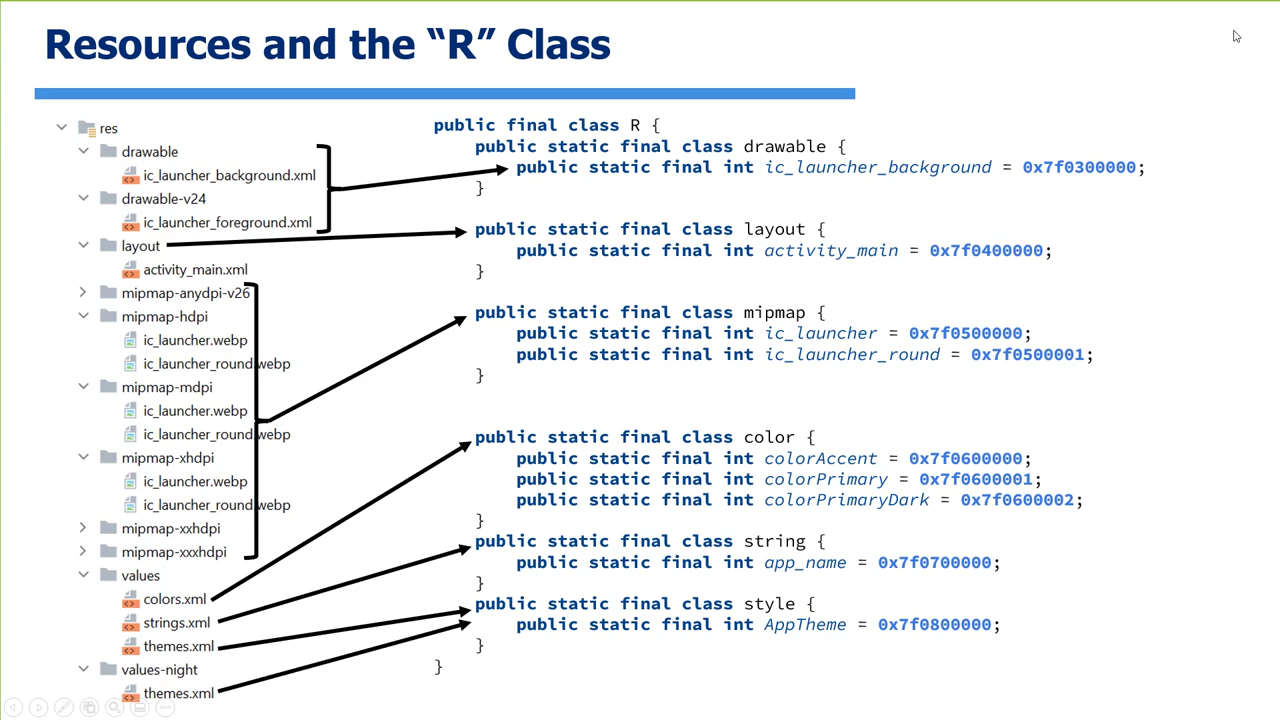 Resources and the “R” Class
res
drawable
ic_launcher_background.xml
drawable-v24
ic_launcher_foreground.xml
layout
activity_main.xml
mipmap-anydpi-v26
mipmap-hdpi
ic_launcher.webp
ic_launcher_round.webp
mipmap-mdpi
ic_launcher.webp
ic_launcher_round.webp
mipmap-xhdpi
ic_launcher.webp
ic_launcher_round.webp
mipmap-xxhdpi
mipmap-xxxhdpi
values
colors.xml
strings.xml
themes.xml
values-night
themes.xml
public final class R {
public static final class drawable {
public static final int ic_launcher_background = 0x7f0300000;
}
public static final class layout {
public static final int activity_main = 0x7f0400000;
}
public static final class mipmap {
public static final int ic_launcher = 0x7f0500000;
public static final int ic_launcher_round = 0x7f0500001;
}
public static final class color {
public static final int colorAccent = 0x7f0600000;
public static final int colorPrimary = 0x7f0600001;
public static final int colorPrimaryDark = 0x7f0600002;
}
public static final class string {
public static final int app_name = 0x7f0700000;
}
public static final class style {
public static final int AppTheme = 0x7f0800000;
}
}